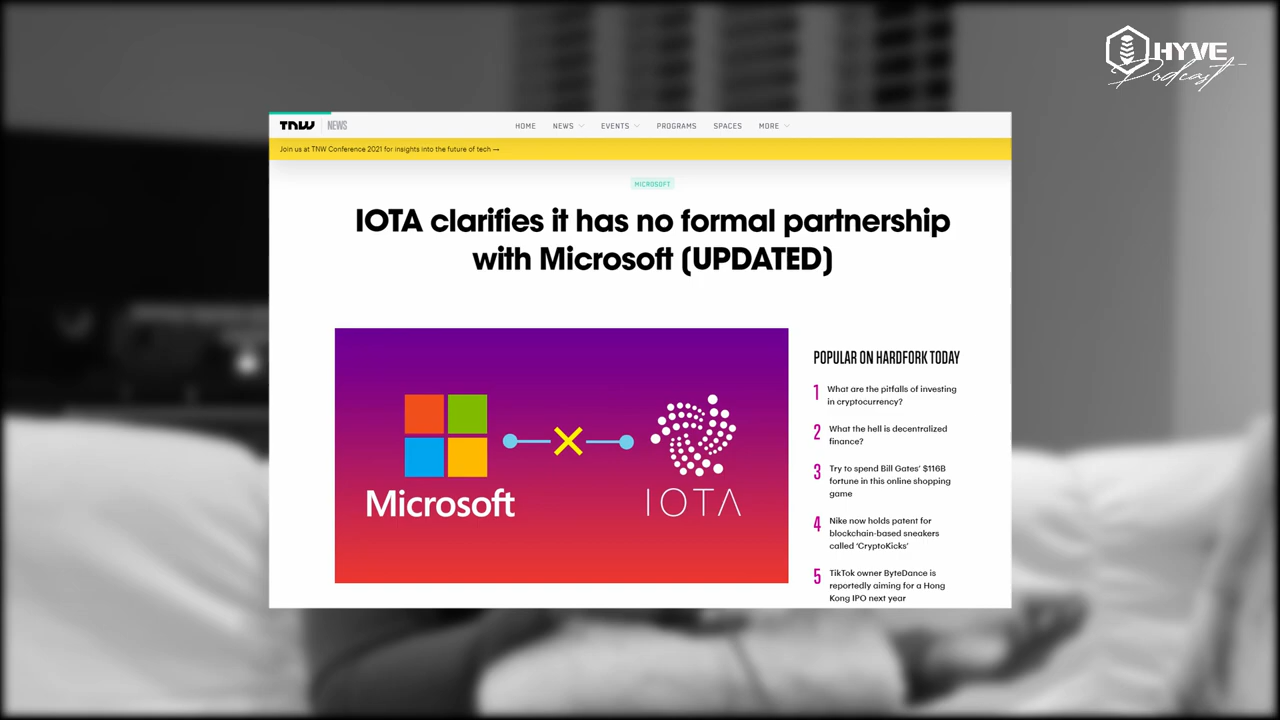 HYVE
Podcast
TNW | NEWS
HOME NEWS EVENTS PROGRAMS SPACES MORE
Join us at TNW Conference 2021 for insights into the future of tech →
MICROSOFT
IOTA clarifies it has no formal partnership
with Microsoft (UPDATED)
Microsoft
IOTA
POPULAR ON HARDFORK TODAY
1 What are the pitfalls of investing
in cryptocurrency?
2 What the hell is decentralized
finance?
3 Try to spend Bill Gates’ $116B
fortune in this online shopping
game
4 Nike now holds patent for
blockchain-based sneakers
called ‘CryptoKicks’
5 TikTok owner ByteDance is
reportedly aiming for a Hong
Kong IPO next year